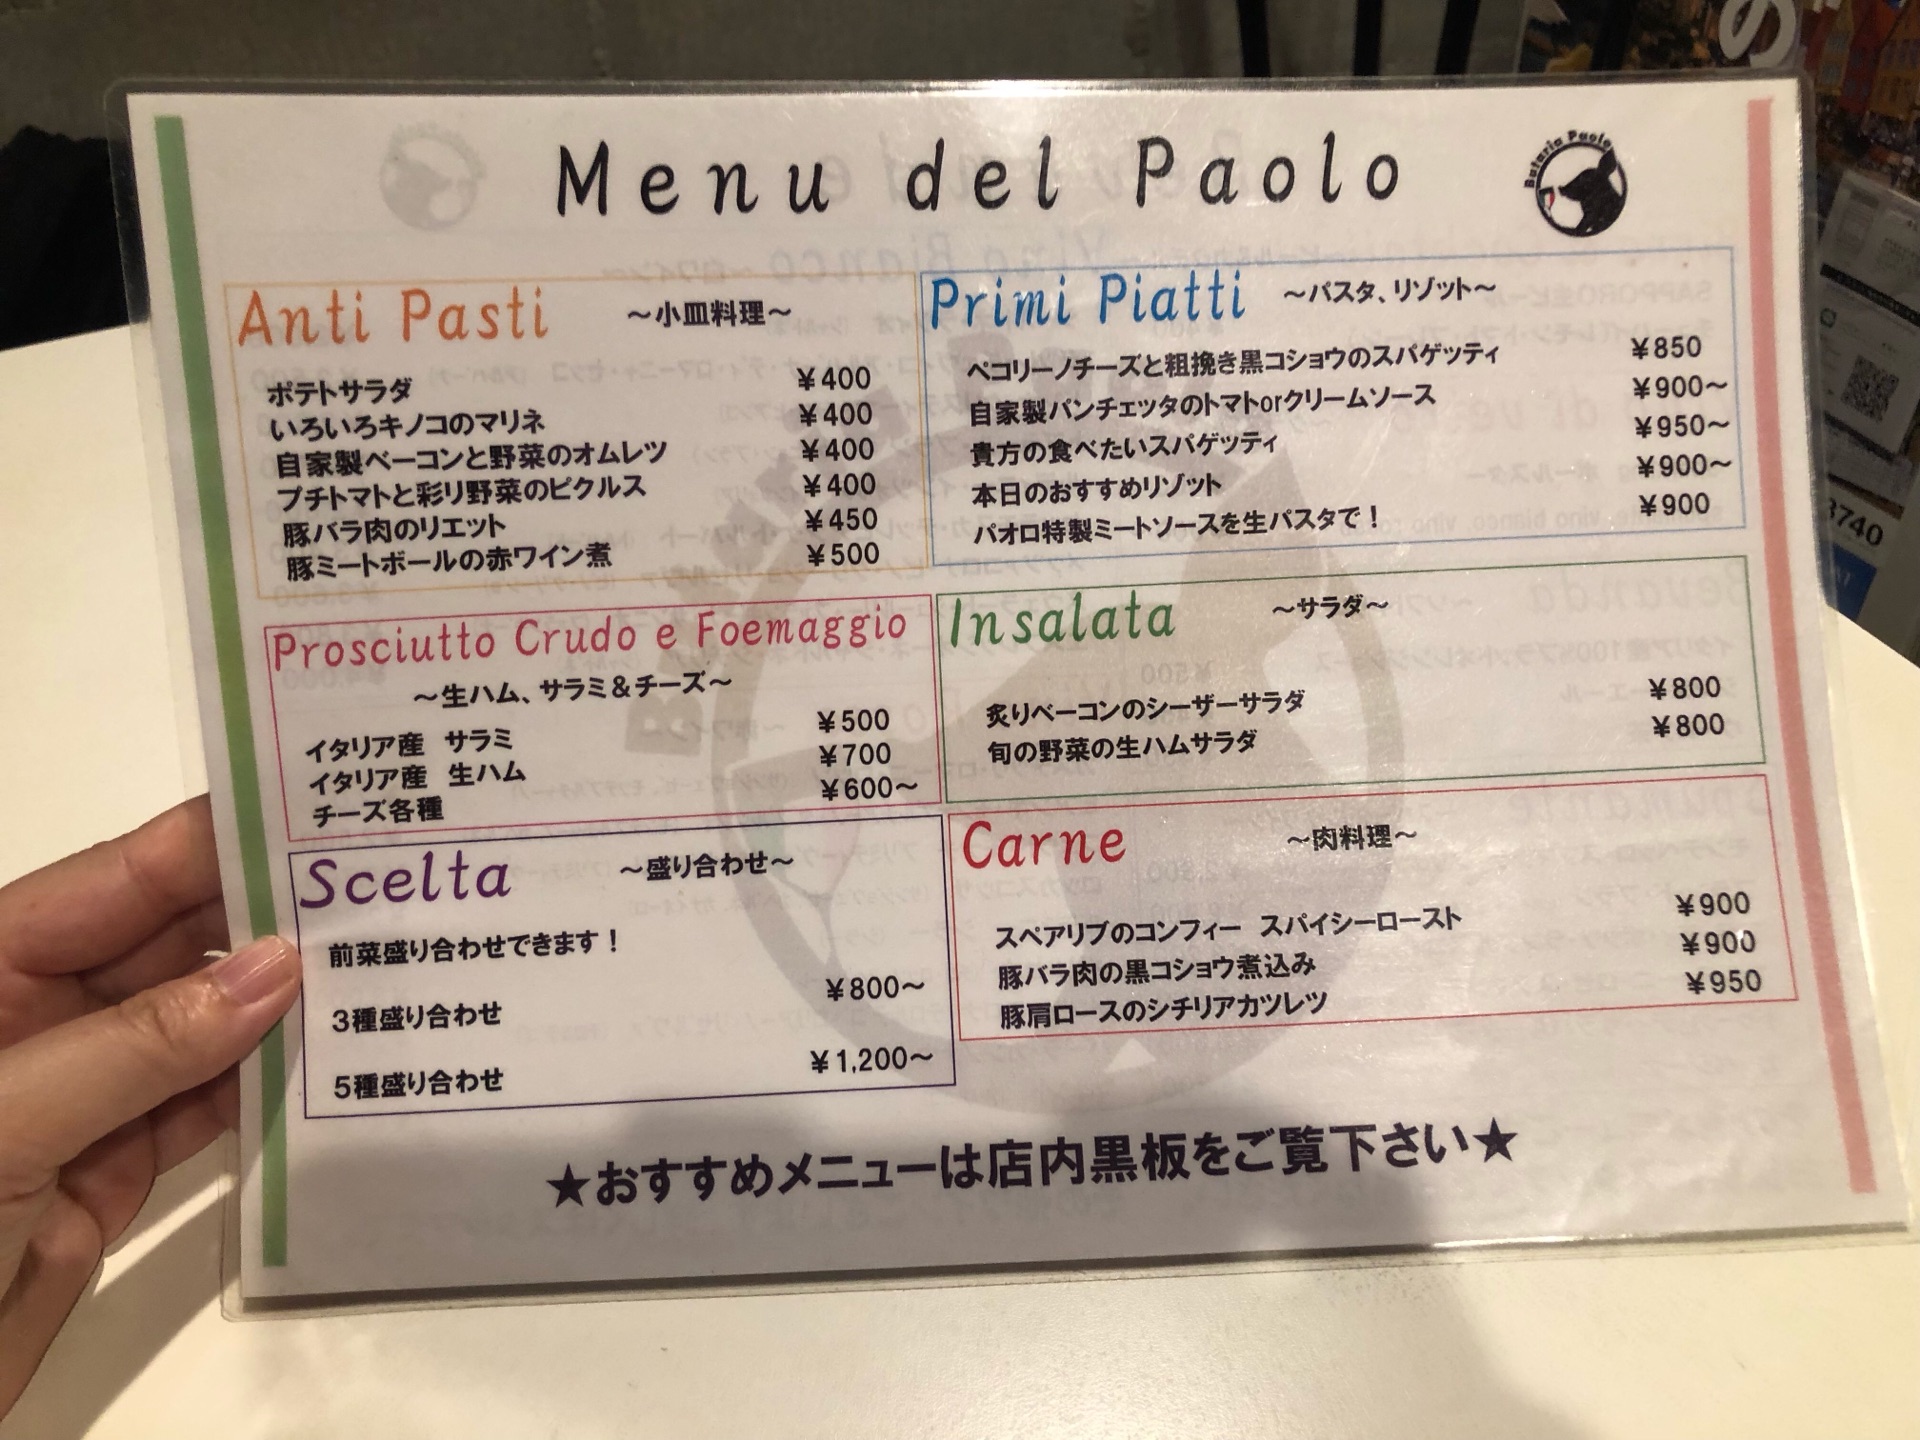 Menu del Paolo
Butaria Paolo
Anti Pasti ～小皿料理～
ポテトサラダ ¥400
いろいろキノコのマリネ ¥400
自家製ベーコンと野菜のオムレツ ¥400
プチトマトと彩り野菜のピクルス ¥400
豚バラ肉のリエット ¥450
豚ミートボールの赤ワイン煮 ¥500
Primi Piatti ～パスタ、リゾット～
ペコリーノチーズと粗挽き黒コショウのスパゲッティ ¥850
自家製パンチェッタのトマトorクリームソース ¥900～
貴方の食べたいスパゲッティ ¥950～
本日のおすすめリゾット ¥900～
パオロ特製ミートソースを生パスタで！ ¥900
Prosciutto Crudo e Foemaggio
～生ハム、サラミ＆チーズ～
イタリア産 サラミ ¥500
イタリア産 生ハム ¥700
チーズ各種 ¥600～
Insalata ～サラダ～
炙りベーコンのシーザーサラダ ¥800
旬の野菜の生ハムサラダ ¥800
Scelta ～盛り合わせ～
前菜盛り合わせできます！
3種盛り合わせ ¥800～
5種盛り合わせ ¥1,200～
Carne ～肉料理～
スペアリブのコンフィー スパイシーロースト ¥900
豚バラ肉の黒コショウ煮込み ¥900
豚肩ロースのシチリアカツレツ ¥950
★おすすめメニューは店内黒板をご覧下さい★
の
3740